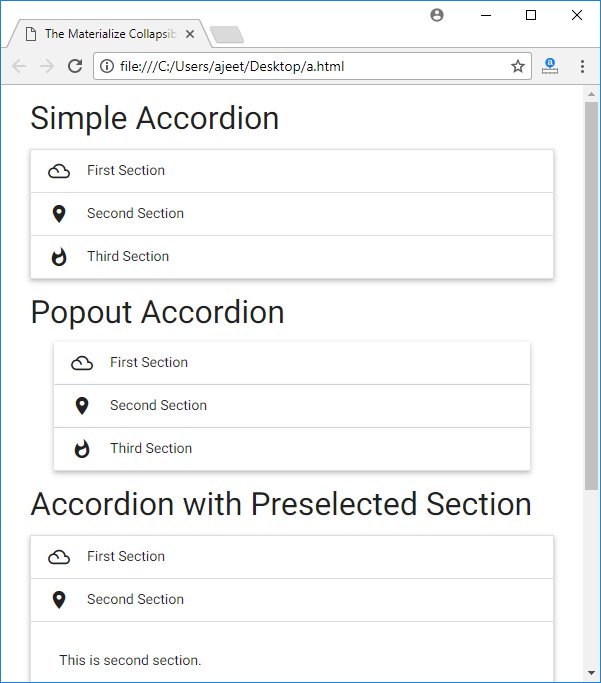 The Materialize Collapsib
file:///C:/Users/ajeet/Desktop/a.html
a
Simple Accordion
First Section
Second Section
Third Section
Popout Accordion
First Section
Second Section
Third Section
Accordion with Preselected Section
First Section
Second Section
This is second section.